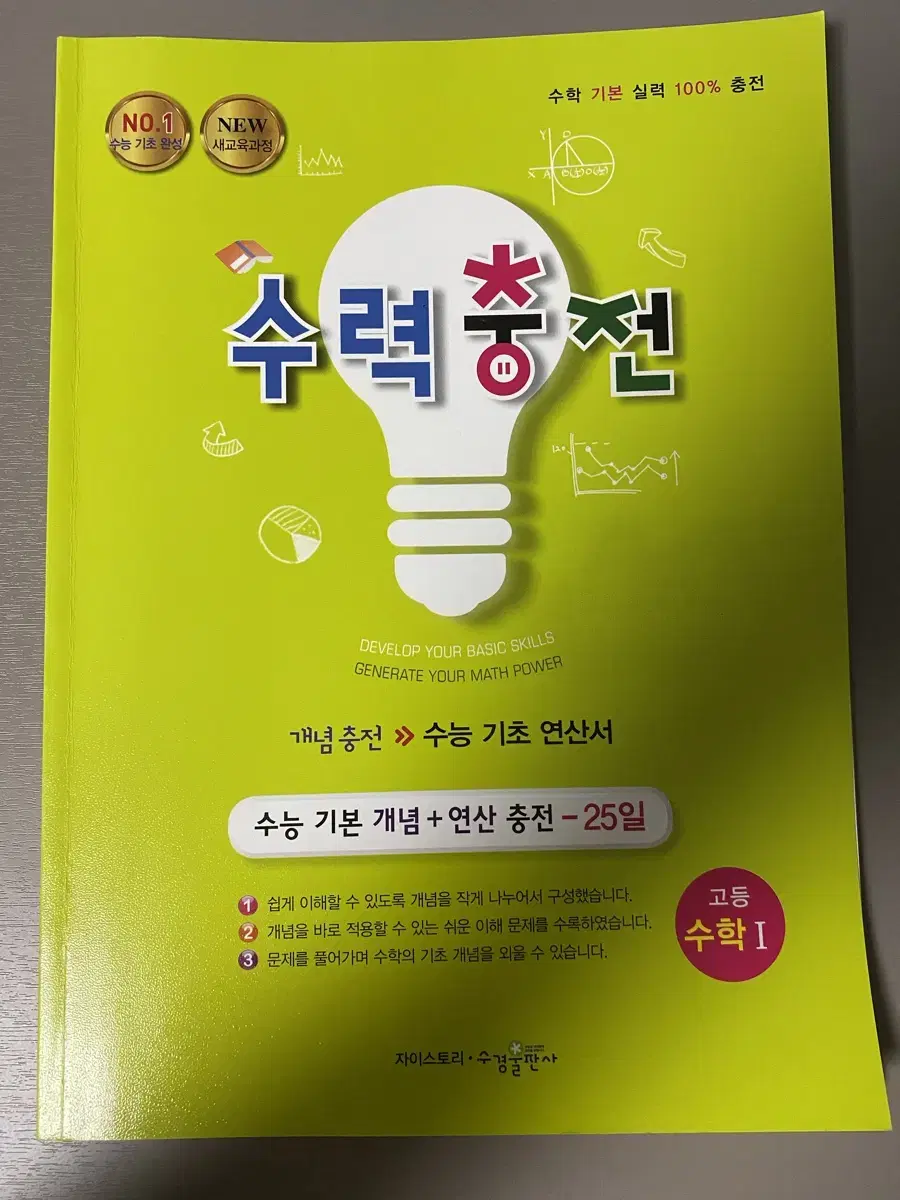 수학 기본 실력 100% 충전
NO.1
수능 기초 완성
NEW
새교육과정
수력충전
DEVELOP YOUR BASIC SKILLS
GENERATE YOUR MATH POWER
개념 충전 » 수능 기초 연산서
수능 기본 개념 + 연산 충전 - 25일
1 쉽게 이해할 수 있도록 개념을 작게 나누어서 구성했습니다.
2 개념을 바로 적용할 수 있는 쉬운 이해 문제를 수록하였습니다.
3 문제를 풀어가며 수학의 기초 개념을 외울 수 있습니다.
고등
수학 I
자이스토리 · 수경출판사